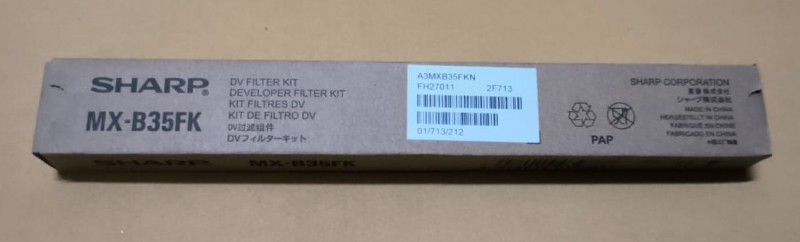 SHARP®
MX-B35FK
DV FILTER KIT
DEVELOPER FILTER KIT
KIT FILTRES DV
KIT DE FILTRO DV
DV过滤组件
DVフィルターキット
A3MXB35FKN
FH27011 2F713
01/713/212
PAP
SHARP CORPORATION
シャープ株式会社
MADE IN CHINA
HERGESTELLT IN CHINA
FABRIQUÉ EN CHINE
FABRICADO EN CHINA
SHARP
MX-B35FK